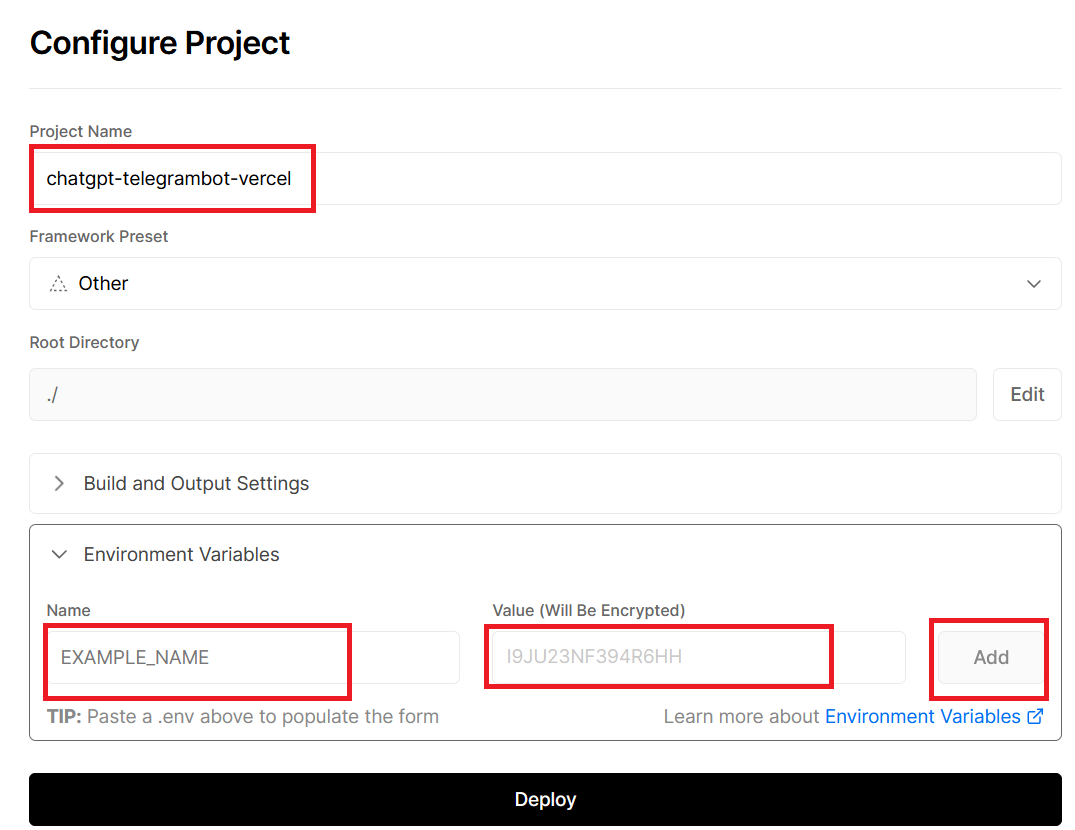 Configure Project
Project Name
chatgpt-telegrambot-vercel
Framework Preset
Other
Root Directory
./
Edit
Build and Output Settings
Environment Variables
Name
Value (Will Be Encrypted)
EXAMPLE_NAME
I9JU23NF394R6HH
Add
TIP: Paste a .env above to populate the form
Learn more about Environment Variables
Deploy